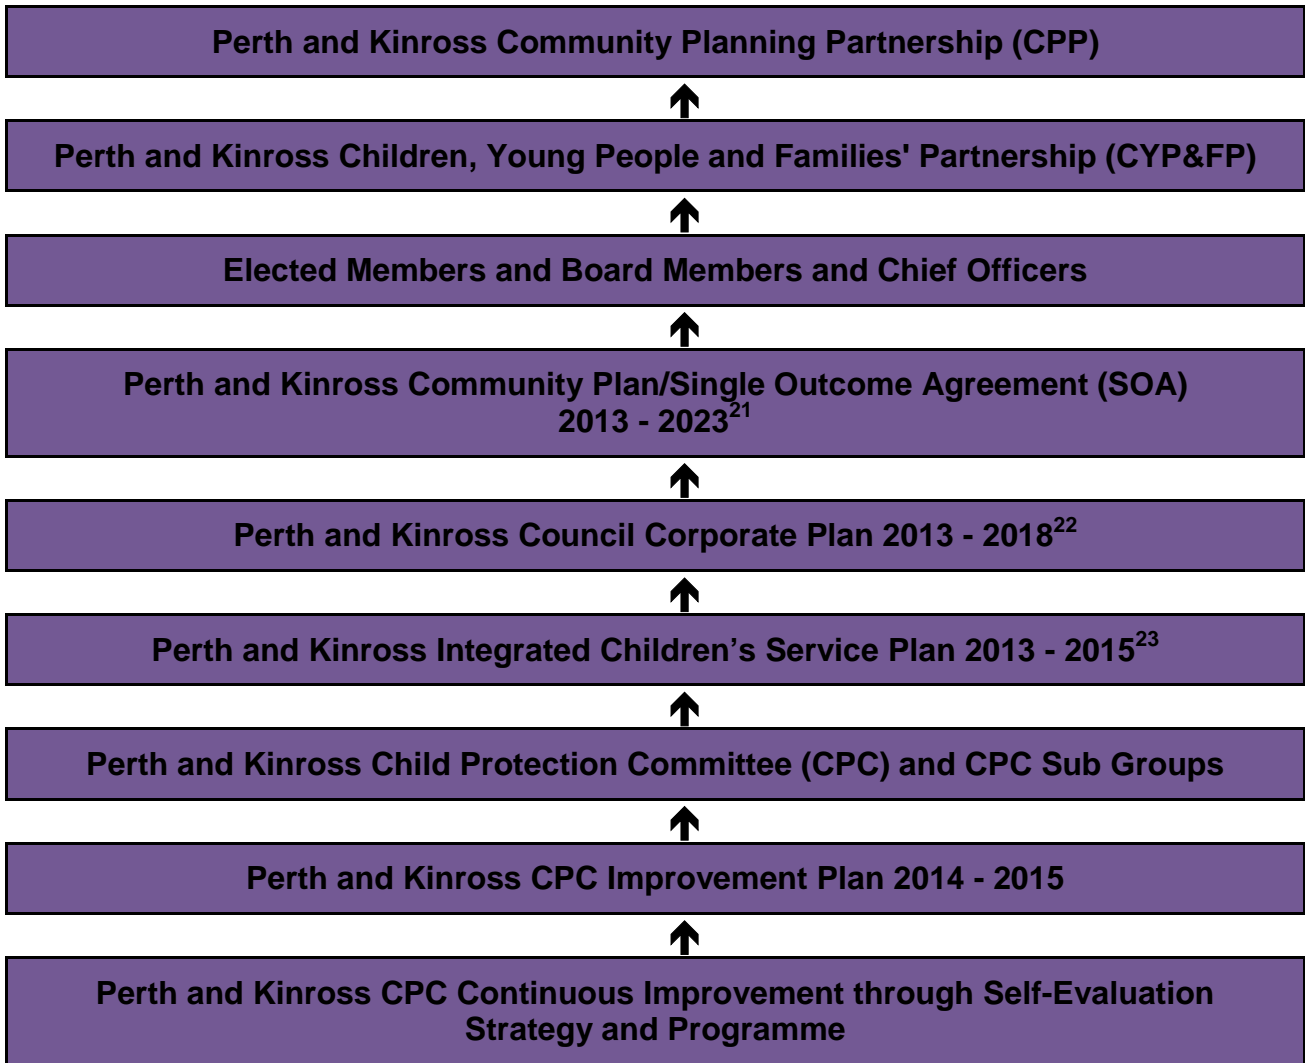 Perth and Kinross Community Planning Partnership (CPP)
Perth and Kinross Children, Young People and Families' Partnership (CYP&FP)
Elected Members and Board Members and Chief Officers
Perth and Kinross Community Plan/Single Outcome Agreement (SOA)
2013 - 2023²¹
Perth and Kinross Council Corporate Plan 2013 - 2018²²
Perth and Kinross Integrated Children’s Service Plan 2013 - 2015²³
Perth and Kinross Child Protection Committee (CPC) and CPC Sub Groups
Perth and Kinross CPC Improvement Plan 2014 - 2015
Perth and Kinross CPC Continuous Improvement through Self-Evaluation
Strategy and Programme